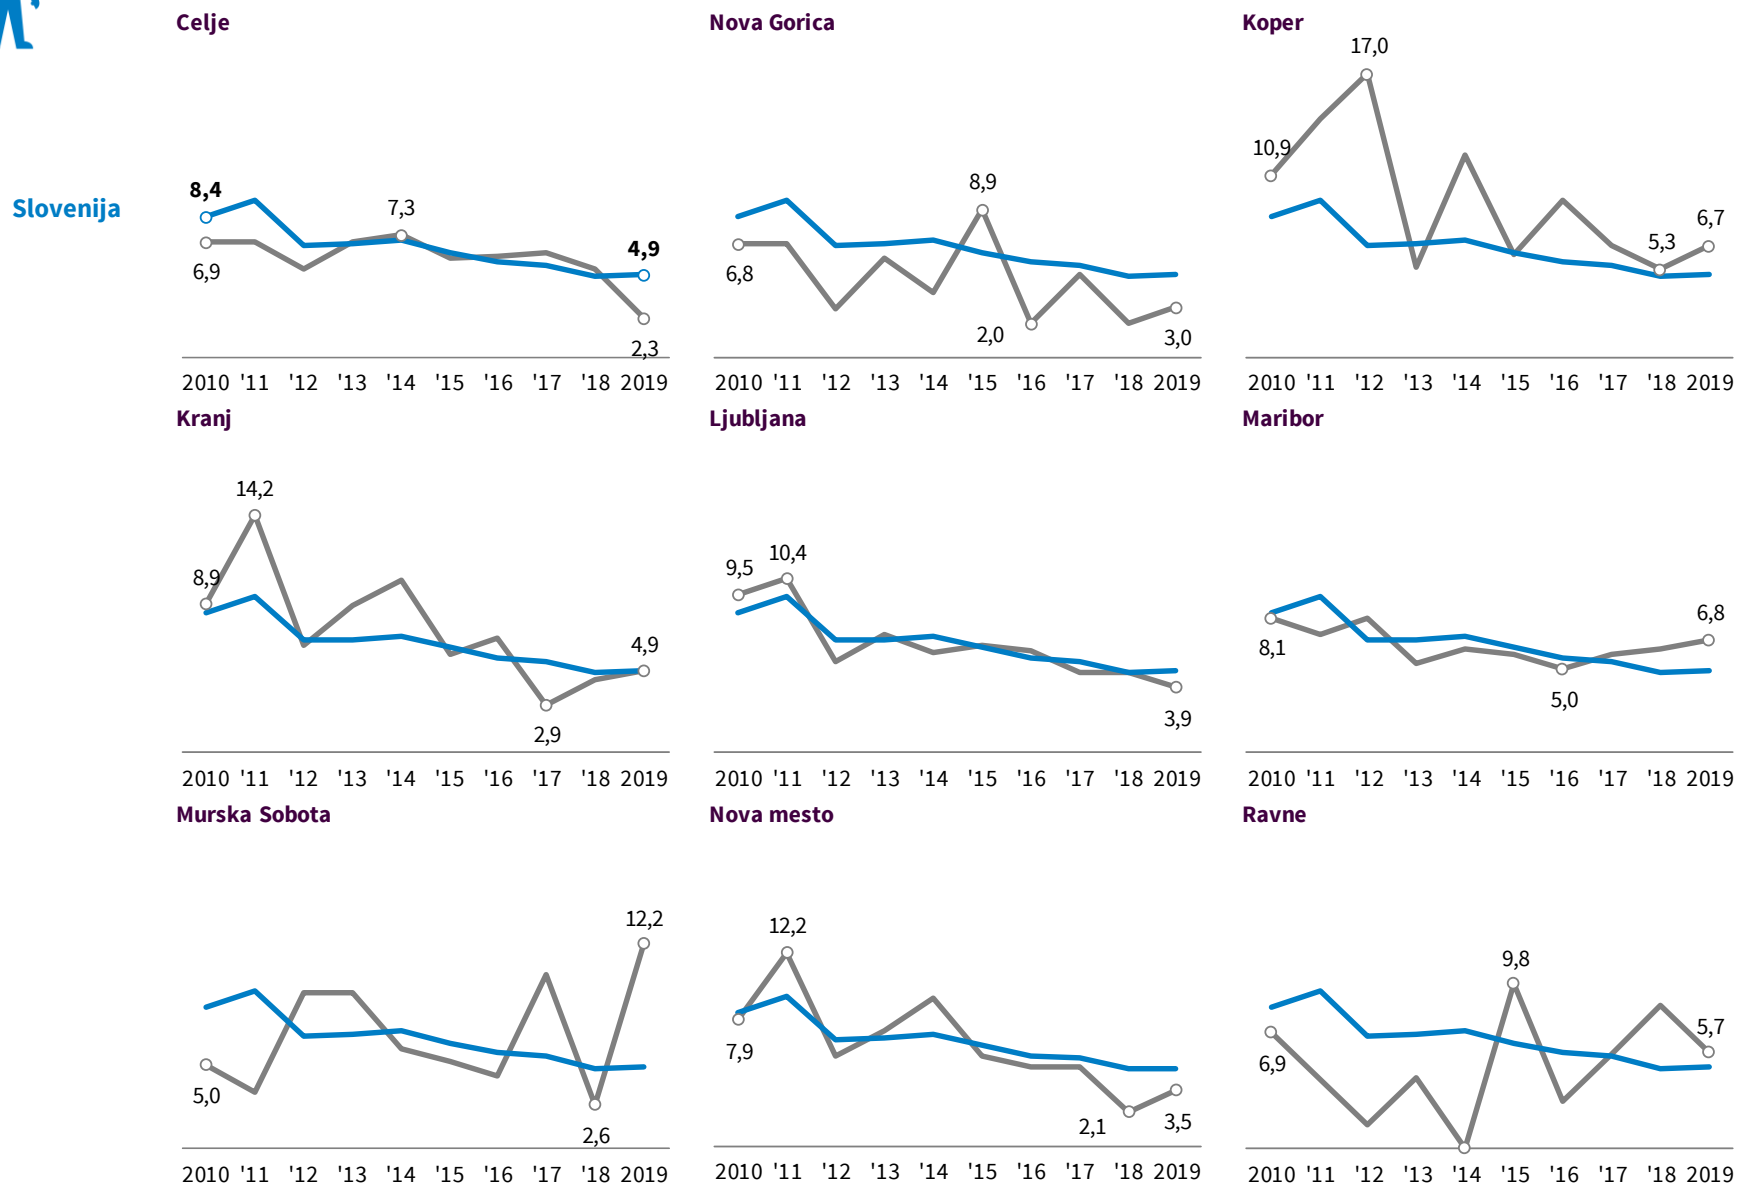 Celje
Nova Gorica
Koper
17,0
10,9
8,4
7,3
8,9
Slovenija
6,7
4,9
5,3
6,9
6,8
2,0
3,0
2,3
2010 '11 '12 '13 '14 '15 '16 '17 '18 2019
2010 '11 '12 '13 '14 '15 '16 '17 '18 2019
2010 '11 '12 '13 '14 '15 '16 '17 '18 2019
Kranj
Ljubljana
Maribor
14,2
8,9
10,4
9,5
4,9
6,8
8,1
2,9
3,9
5,0
2010 '11 '12 '13 '14 '15 '16 '17 '18 2019
2010 '11 '12 '13 '14 '15 '16 '17 '18 2019
2010 '11 '12 '13 '14 '15 '16 '17 '18 2019
Murska Sobota
Nova mesto
Ravne
12,2
12,2
9,8
5,7
5,0
7,9
6,9
2,6
2,1
3,5
2010 '11 '12 '13 '14 '15 '16 '17 '18 2019
2010 '11 '12 '13 '14 '15 '16 '17 '18 2019
2010 '11 '12 '13 '14 '15 '16 '17 '18 2019